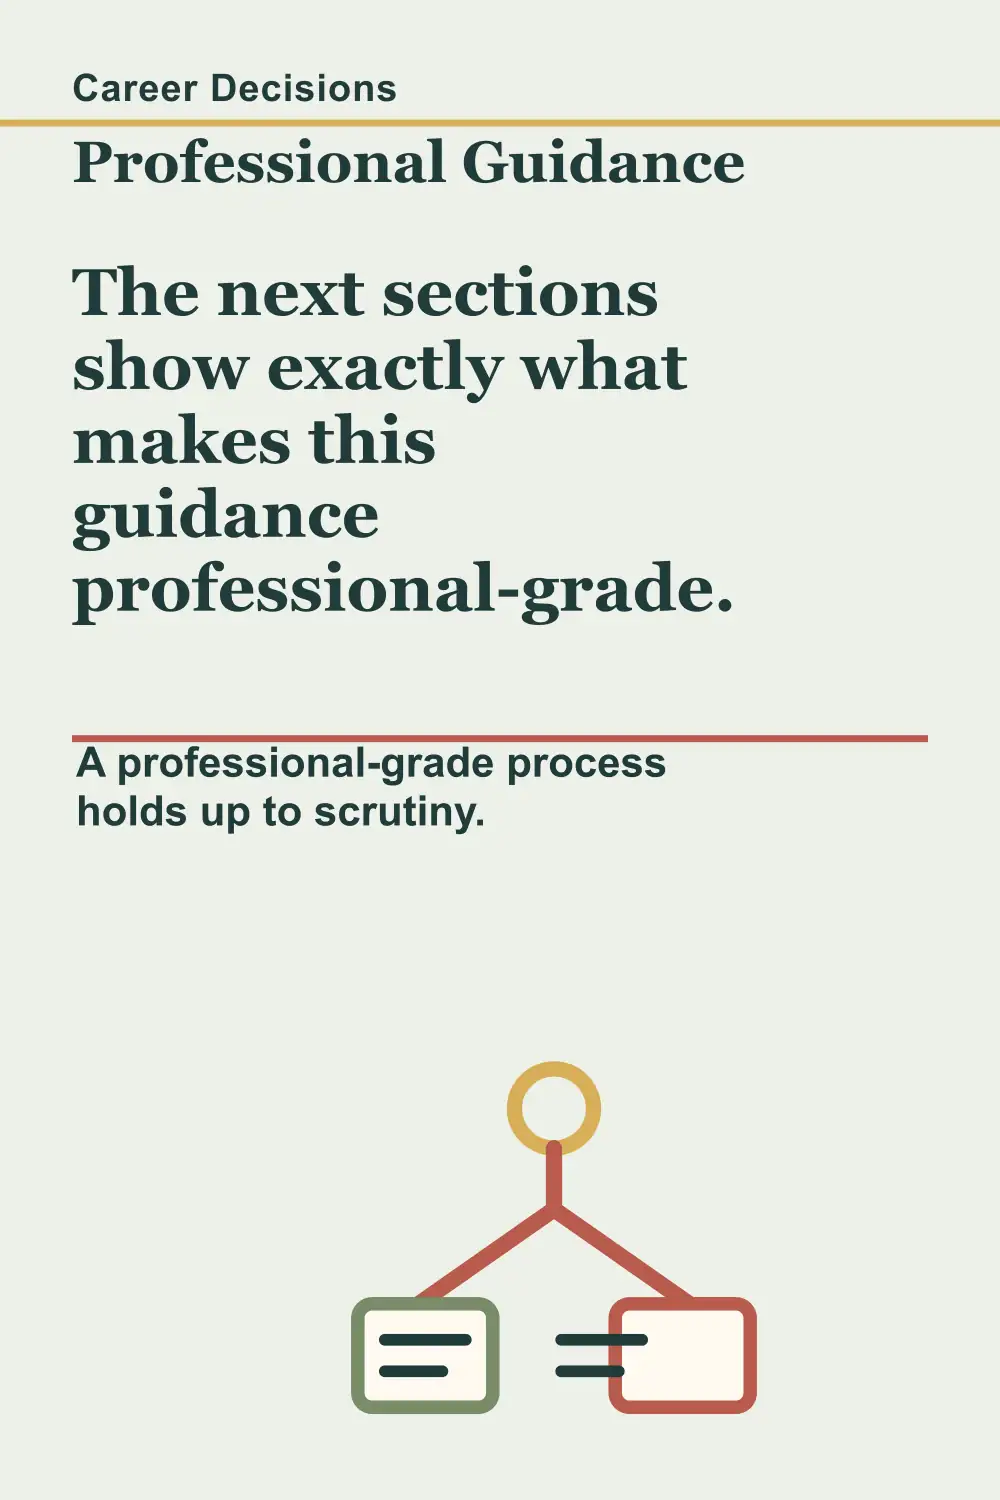 Career Decisions
Professional Guidance
The next sections
show exactly what
makes this
guidance
professional-grade.
A professional-grade process
holds up to scrutiny.